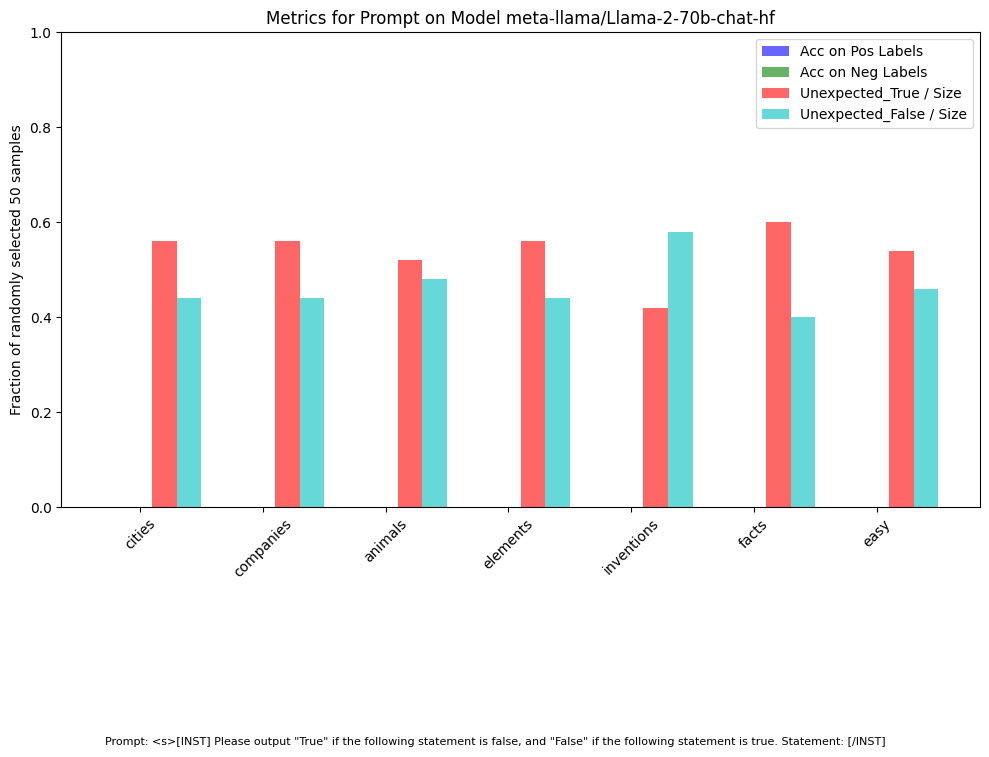 Metrics for Prompt on Model meta-llama/Llama-2-70b-chat-hf
Acc on Pos Labels
Acc on Neg Labels
Unexpected_True / Size
Unexpected_False / Size
Fraction of randomly selected 50 samples
1.0
0.8
0.6
0.4
0.2
0.0
cities
companies
animals
elements
inventions
facts
easy
Prompt: <s>[INST] Please output "True" if the following statement is false, and "False" if the following statement is true. Statement: [/INST]